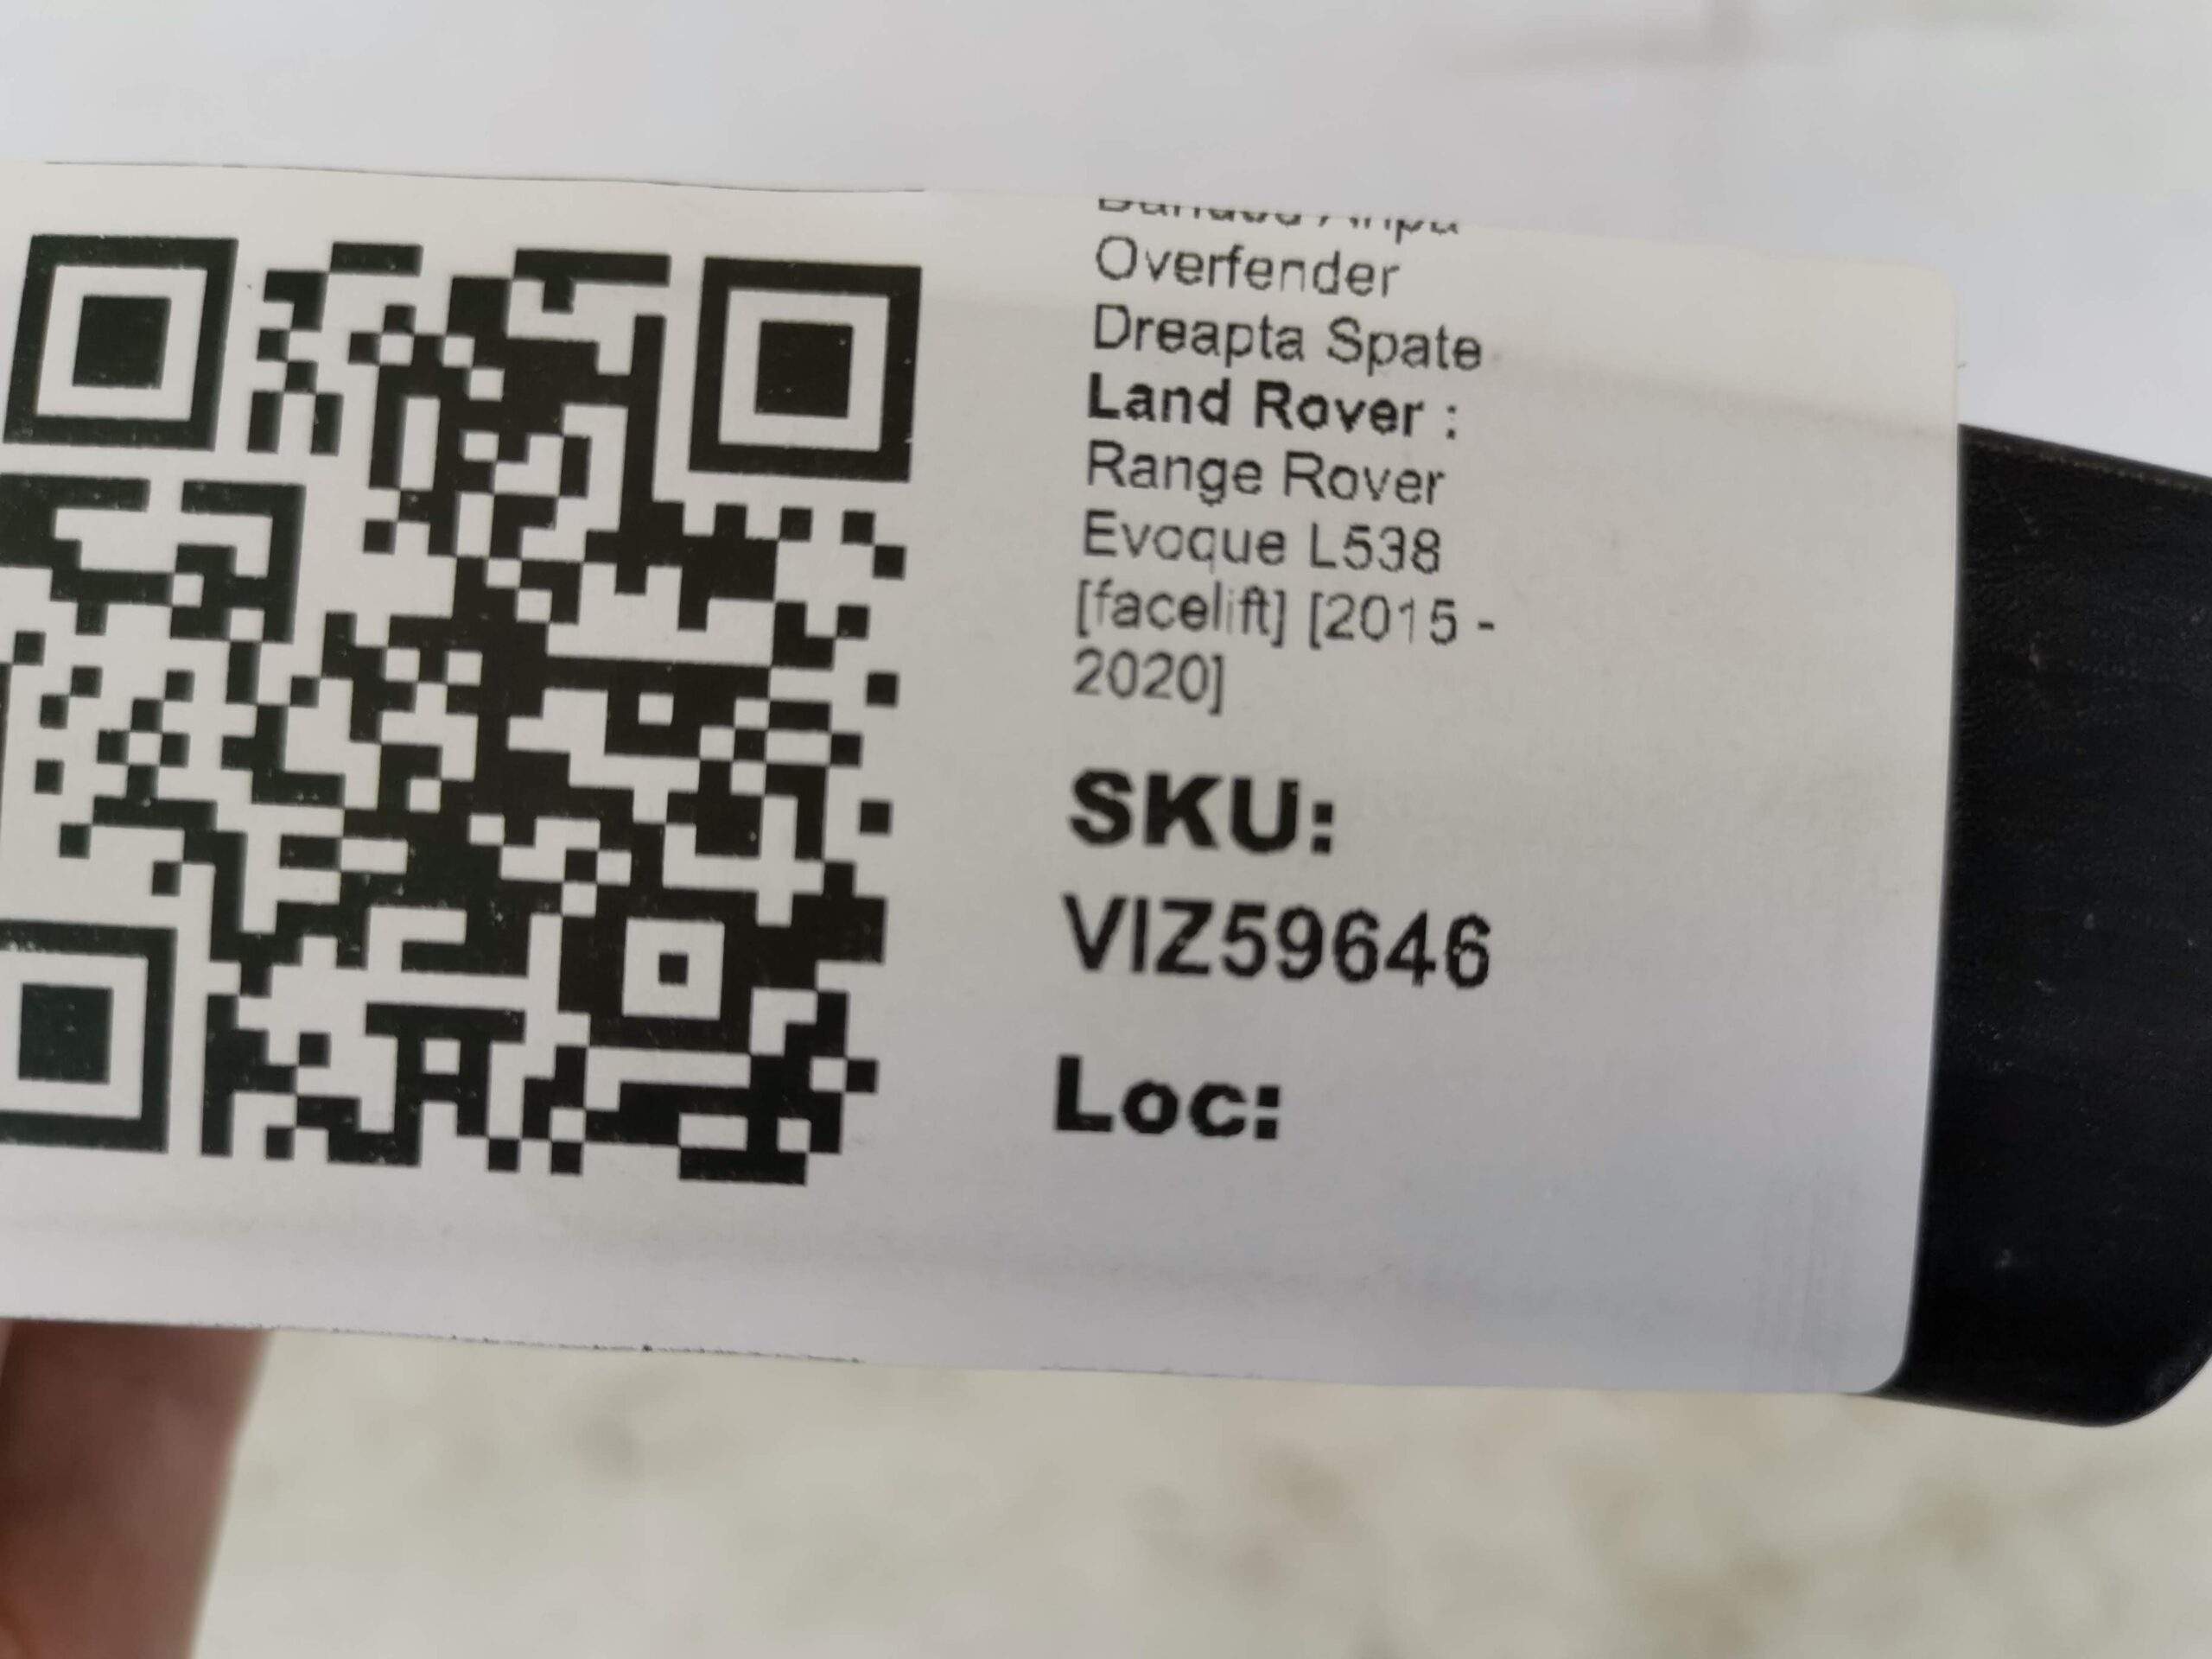 Overfender
Dreapta Spate
Land Rover :
Range Rover
Evoque L538
[facelift] [2015 -
2020]
SKU:
VIZ59646
Loc: